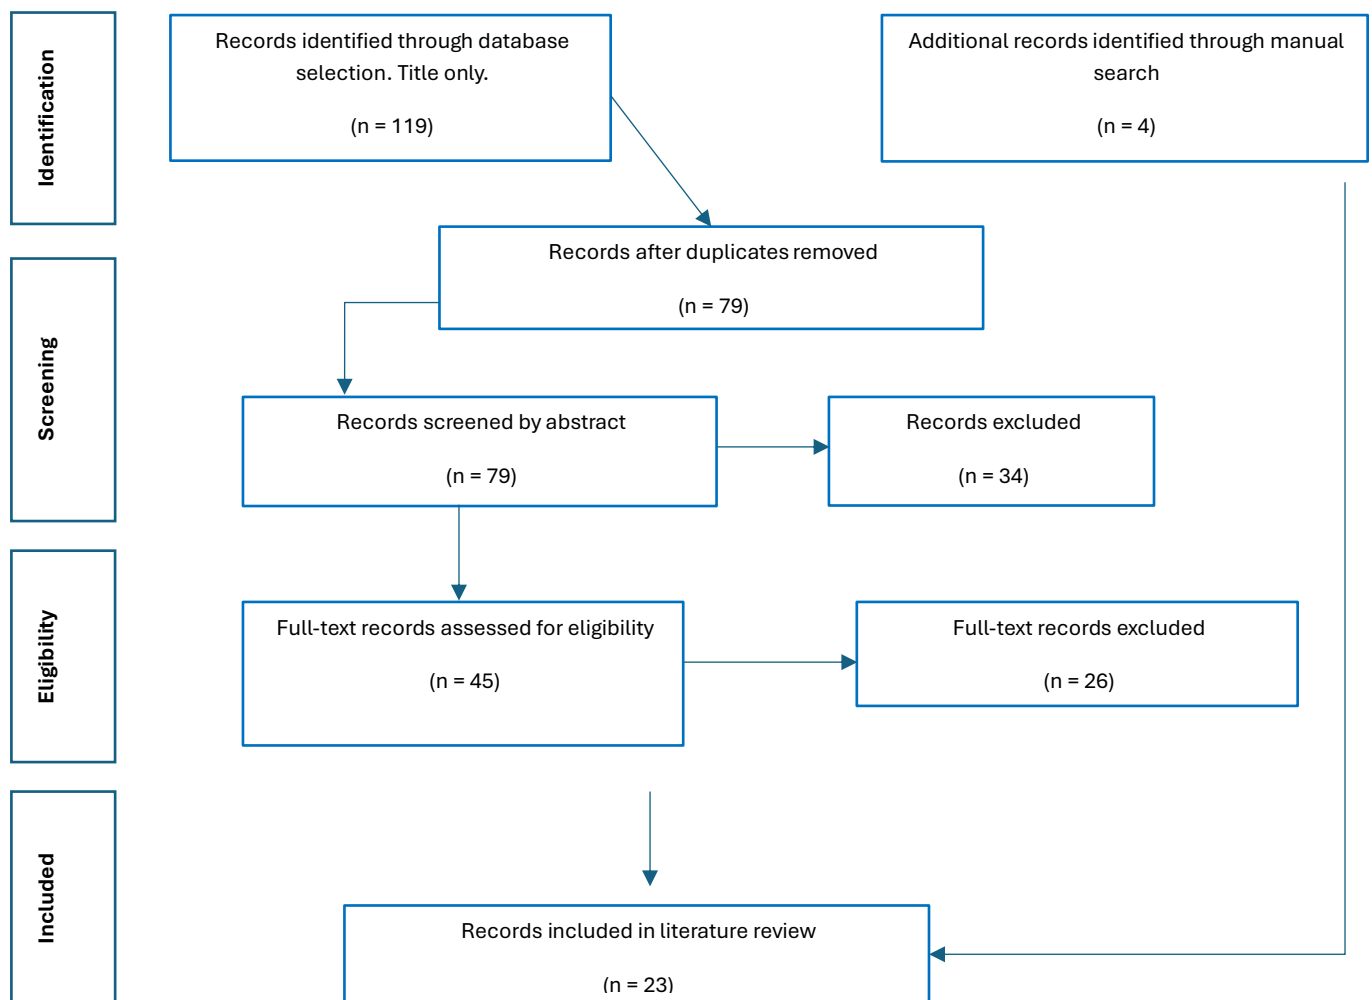 Identification
Records identified through database
selection. Title only.
(n = 119)
Additional records identified through manual
search
(n = 4)
Records after duplicates removed
(n = 79)
Screening
Records screened by abstract
(n = 79)
Records excluded
(n = 34)
Eligibility
Full-text records assessed for eligibility
(n = 45)
Full-text records excluded
(n = 26)
Included
Records included in literature review
(n = 23)